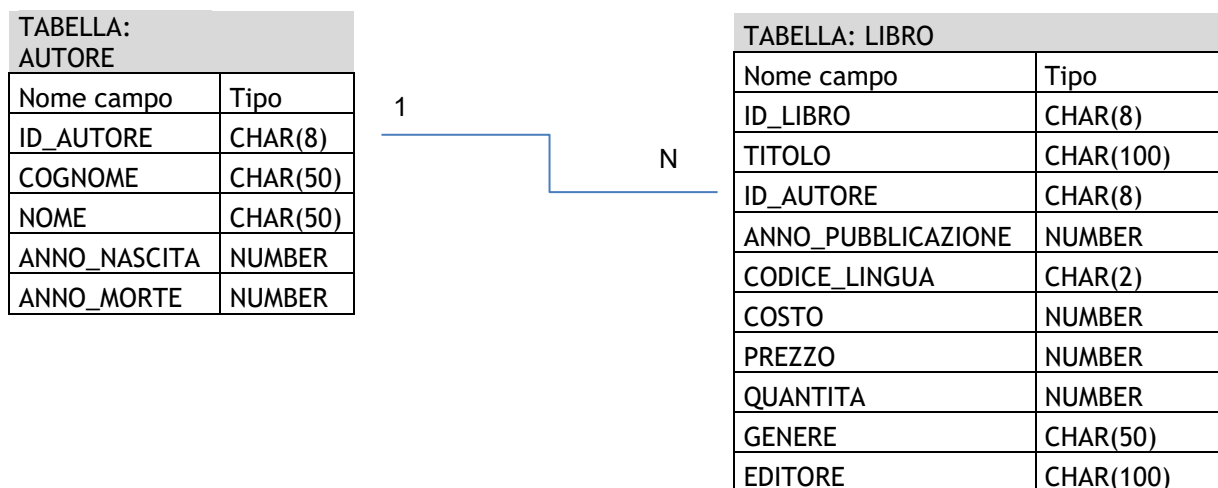 TABELLA:
AUTORE
Nome campo Tipo
ID_AUTORE CHAR(8)
COGNOME CHAR(50)
NOME CHAR(50)
ANNO_NASCITA NUMBER
ANNO_MORTE NUMBER
1
N
TABELLA: LIBRO
Nome campo Tipo
ID_LIBRO CHAR(8)
TITOLO CHAR(100)
ID_AUTORE CHAR(8)
ANNO_PUBBLICAZIONE NUMBER
CODICE_LINGUA CHAR(2)
COSTO NUMBER
PREZZO NUMBER
QUANTITA NUMBER
GENERE CHAR(50)
EDITORE CHAR(100)